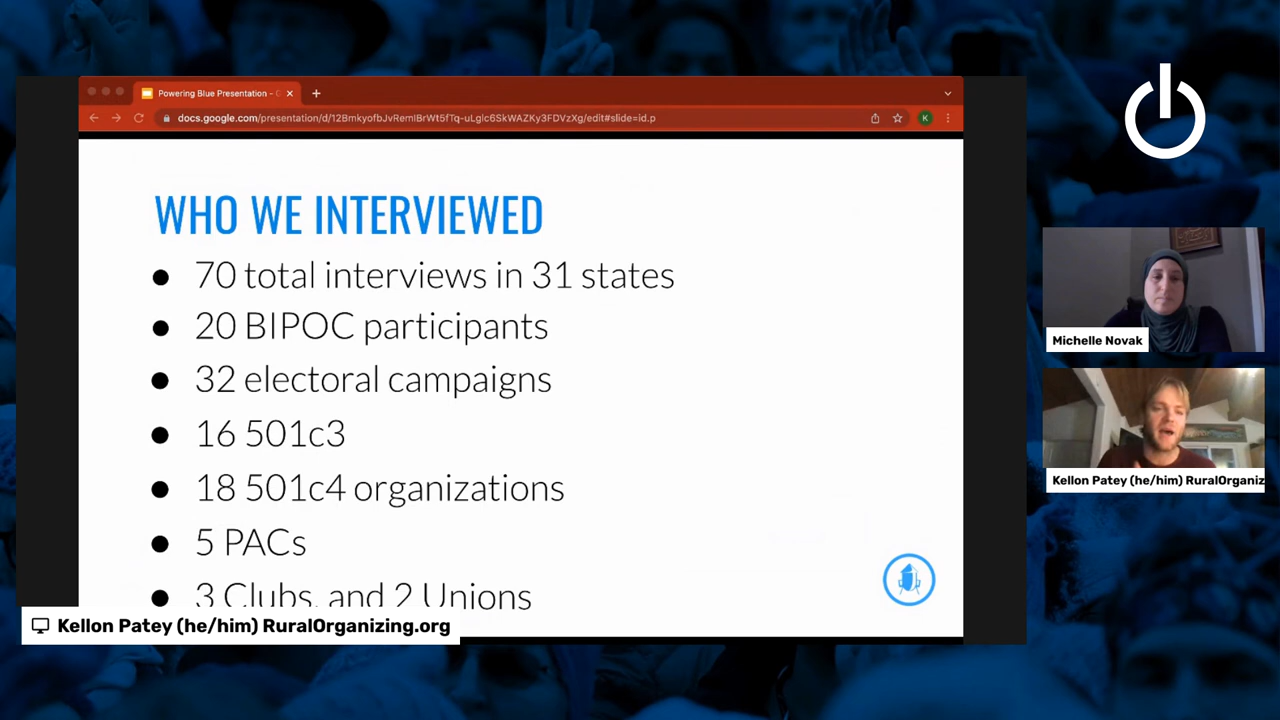 Powering Blue Presentation - G
docs.google.com/presentation/d/12BmkyofbJvRemIBrWt5fTq-uLglc6SkWAZKy3FDVzXg/edit#slide=id.p
K
WHO WE INTERVIEWED
● 70 total interviews in 31 states
● 20 BIPOC participants
● 32 electoral campaigns
● 16 501c3
● 18 501c4 organizations
● 5 PACs
● 3 Clubs, and 2 Unions
Kellon Patey (he/him) RuralOrganizing.org
Michelle Novak
Kellon Patey (he/him) RuralOrganiz